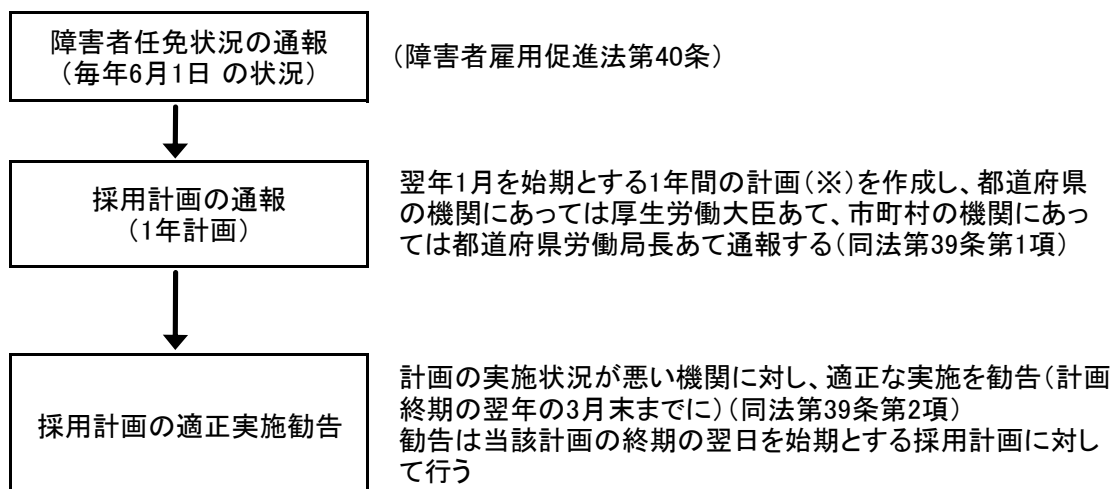 障害者任免状況の通報
（毎年6月1日 の状況）
（障害者雇用促進法第40条）
採用計画の通報
（1年計画）
翌年1月を始期とする1年間の計画（※）を作成し、都道府県
の機関にあっては厚生労働大臣あて、市町村の機関にあっ
ては都道府県労働局長あて通報する（同法第39条第1項）
採用計画の適正実施勧告
計画の実施状況が悪い機関に対し、適正な実施を勧告（計画
終期の翌年の3月末までに）（同法第39条第2項）
勧告は当該計画の終期の翌日を始期とする採用計画に対し
て行う